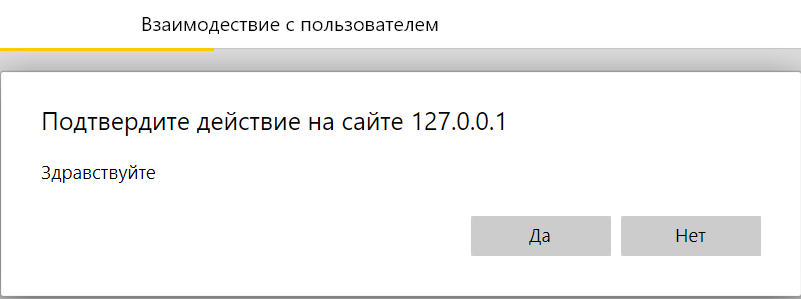 Взаимодествие с пользователем
Подтвердите действие на сайте 127.0.0.1
Здравствуйте
Да Нет